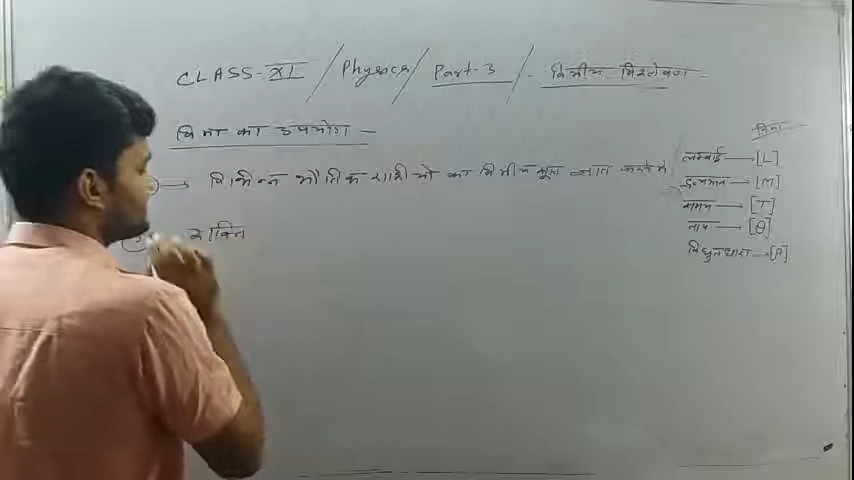 CLASS-XI / Physics / Part-3 / विमीय विश्लेषण
विमा का उपयोग
→ विभिन्न भौतिक राशियों का विमीय सूत्र ज्ञात करने में
शक्ति
विमा
लम्बाई → [L]
द्रव्यमान → [M]
समय → [T]
ताप → [θ]
विधुतधारा → [A]